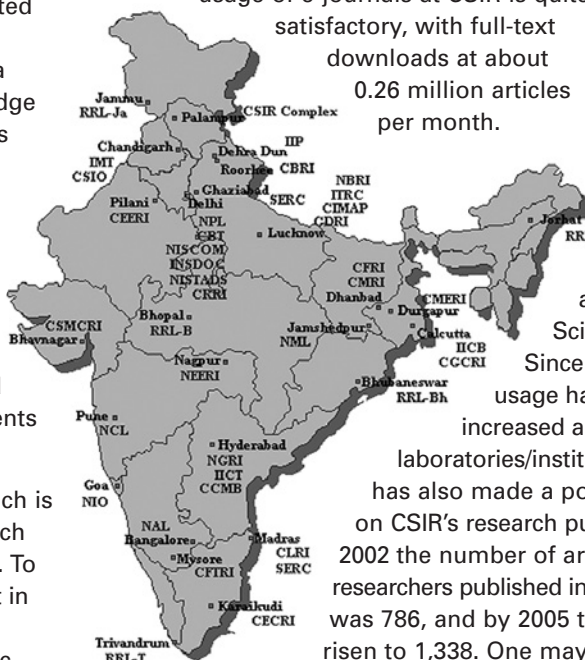 ted
usage of e-journals at CSIR is quite
satisfactory, with full-text
downloads at about
0.26 million articles
per month.
a
dge
s
Jammu
RRL-Ja
Palampur
CSIR Complex
Chandigarh
IMT
CSIO
Dehra Dun
IIP
Roorhee
CBRI
Ghaziabad
SERC
Pilani
CEERI
Delhi
NPL
CBT
NISCOM
INSDOC
NISTADS
CRRI
NBRI
ITRC
CIMAP
CDRI
Lucknow
Jorhat
RR
CFRI
CMRI
Dhanbad
CMERI
Durgapur
Jamshedpur
NML
Calcutta
IICB
CGCRI
CSMCRI
Bhavnagar
Bhopal
RRL-B
Nagpur
NEERI
Bhubaneswar
RRL-Bh
a
Sci
Since
usage ha
increased a
laboratories/instit
has also made a po
on CSIR's research pu
2002 the number of ar
researchers published in
was 786, and by 2005 t
risen to 1,338. One may
ents
ch is
ch
. To
t in
Pune
NCL
Hyderabad
NGRI
IICT
CCMB
Goa
NIO
NAL
Bangalore
Madras
CLRI
SERC
Mysore
CFTRI
Karaikudi
CECRI
Trivandrum
RRL-T